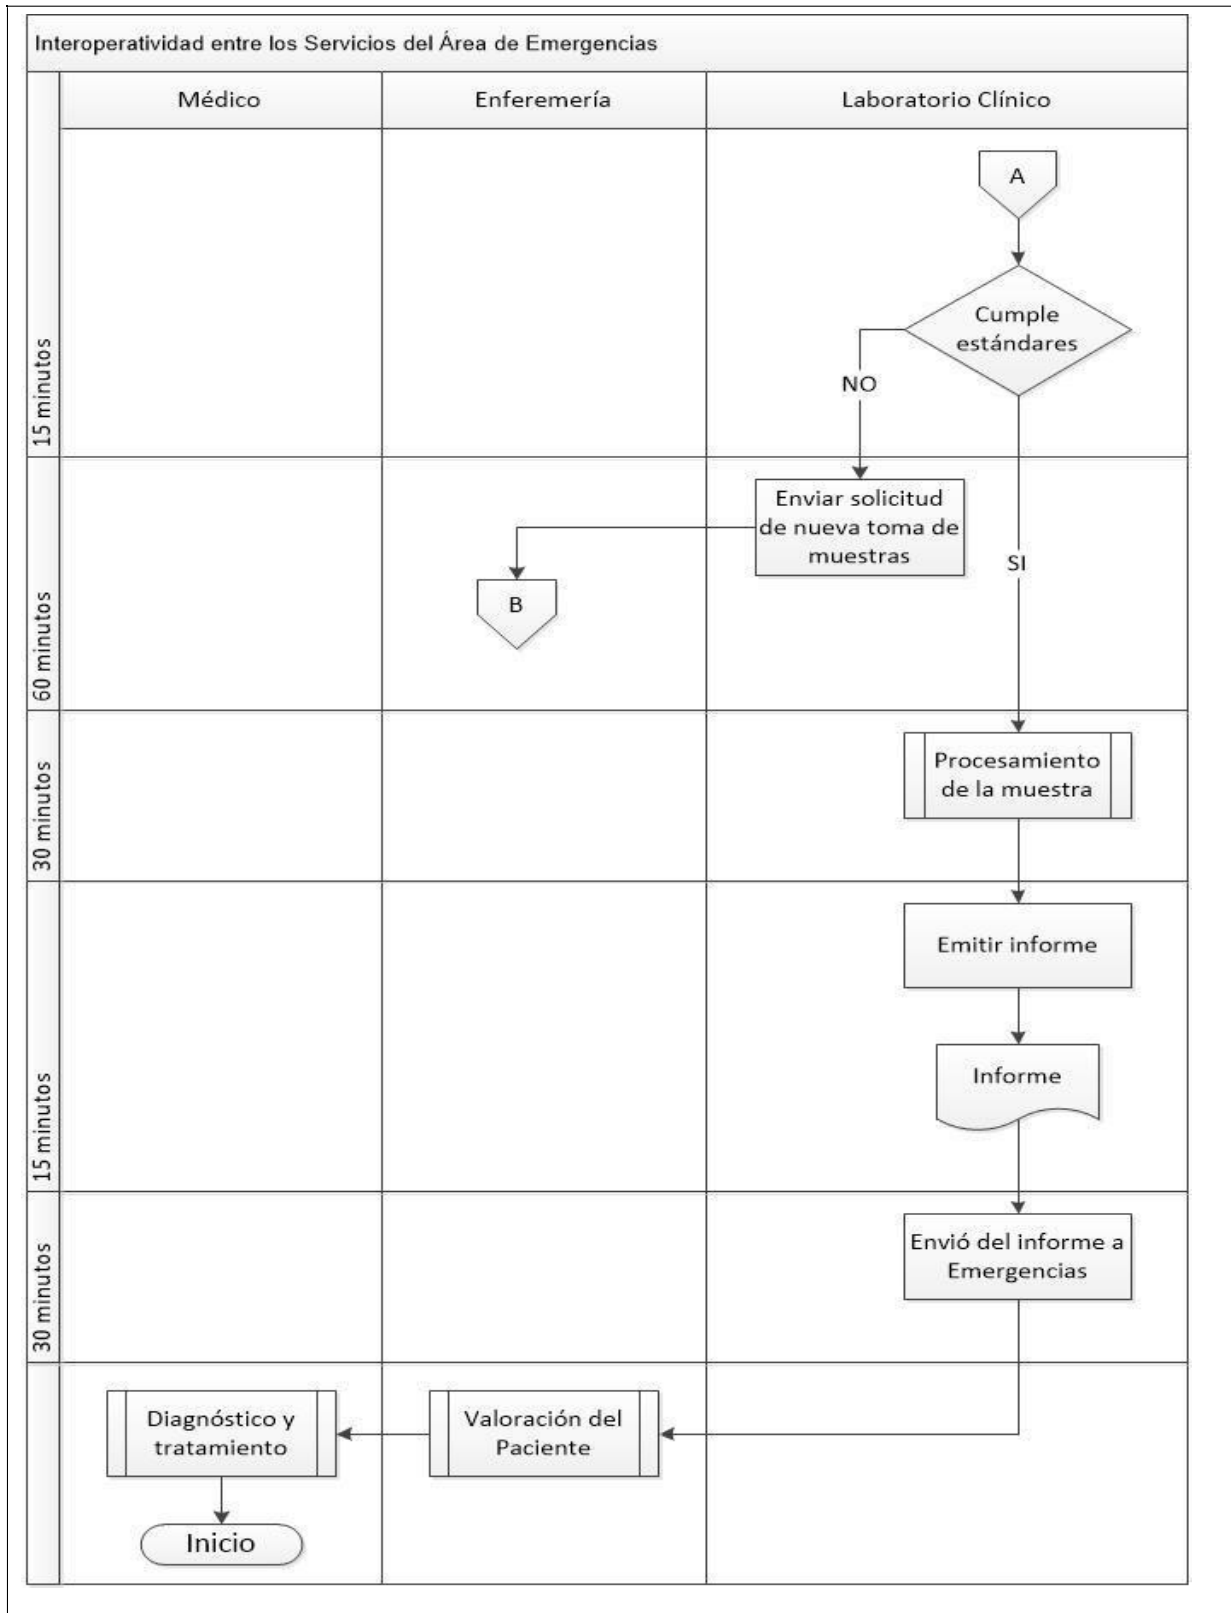 Interoperatividad entre los Servicios del Área de Emergencias
Médico
Enferemería
Laboratorio Clínico
15 minutos
A
Cumple
estándares
NO
SI
60 minutos
Enviar solicitud
de nueva toma de
muestras
B
30 minutos
Procesamiento
de la muestra
15 minutos
Emitir informe
Informe
30 minutos
Envió del informe a
Emergencias
Diagnóstico y
tratamiento
Valoración del
Paciente
Inicio